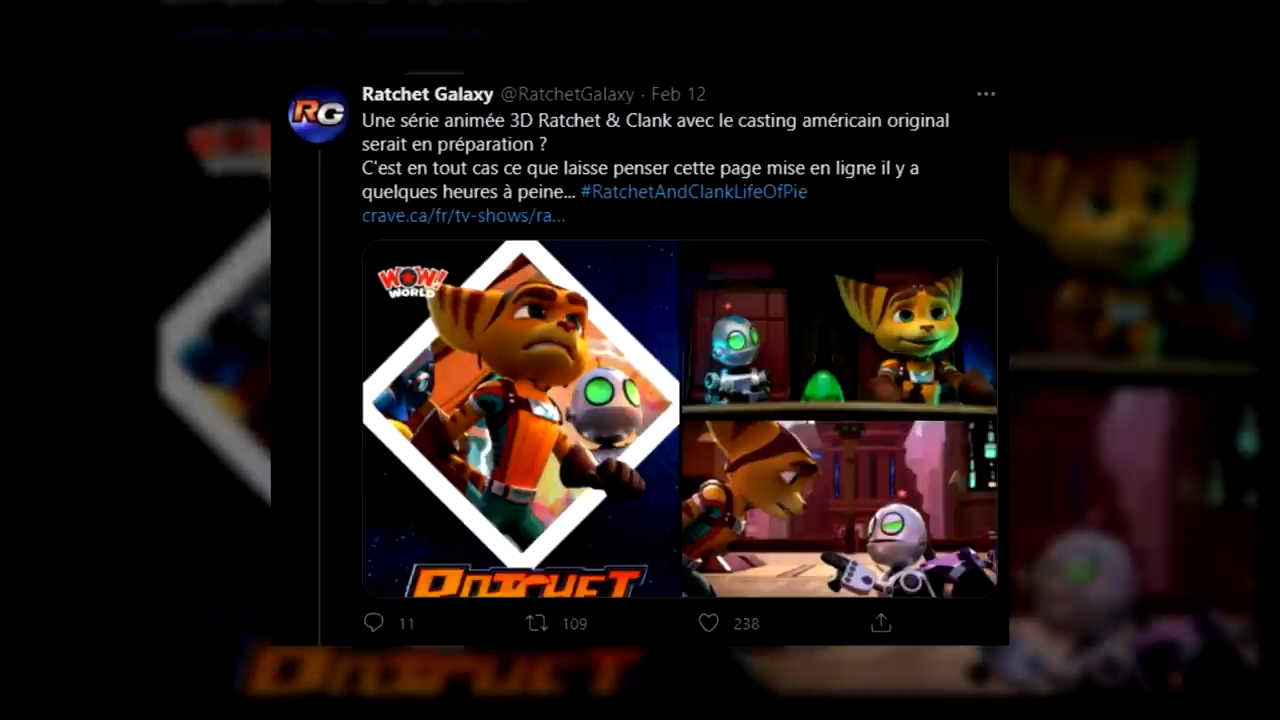 Ratchet Galaxy @RatchetGalaxy · Feb 12
RG
Une série animée 3D Ratchet & Clank avec le casting américain original
serait en préparation ?
C'est en tout cas ce que laisse penser cette page mise en ligne il y a
quelques heures à peine... #RatchetAndClankLifeOfPie
crave.ca/fr/tv-shows/ra...
WOW!
WORLD
RATCHET
11 109 238